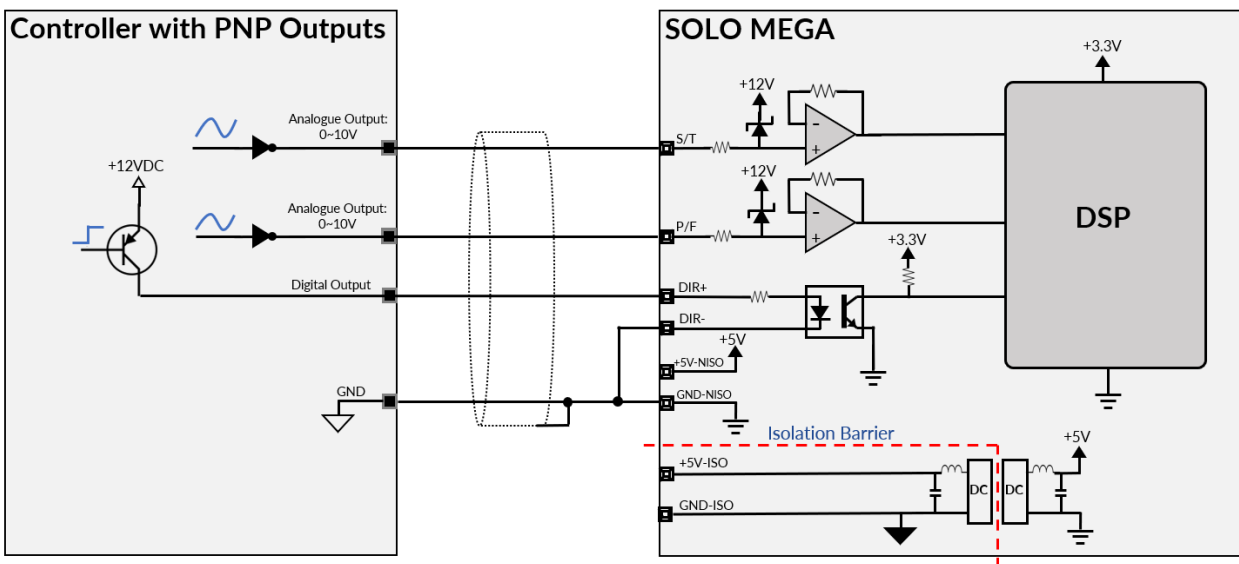 Controller with PNP Outputs
SOLO MEGA
+3.3V
+12V
Analogue Output:
0~10V
S/T
-
+
+12VDC
+12V
Analogue Output:
0~10V
P/F
-
+
DSP
+3.3V
Digital Output
DIR+
DIR-
+5V
+5V-NISO
GND
GND-NISO
Isolation Barrier
+5V
+5V-ISO
DC
DC
GND-ISO